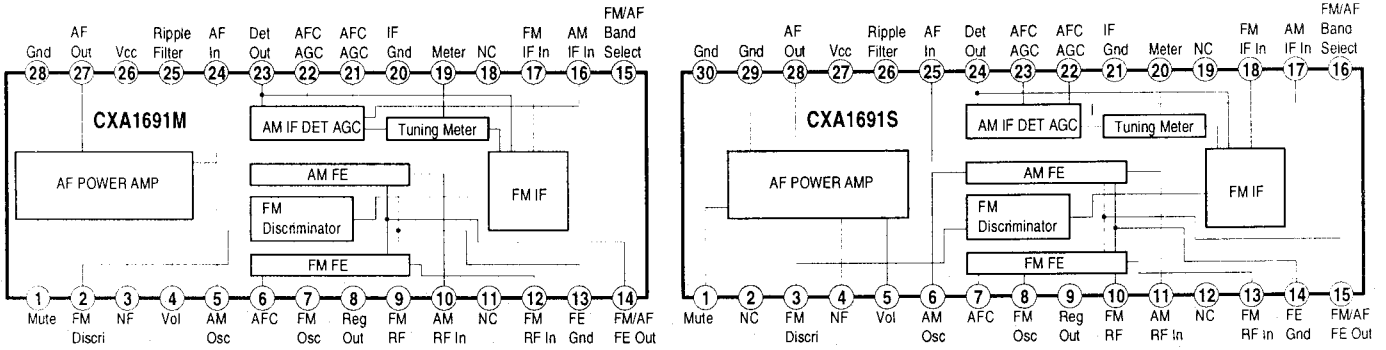 Gnd AF Out Vcc Ripple Filter AF In Det Out AFC AGC AFC AGC IF Gnd Meter NC FM IF In AM IF In FM/AF Band Select
28 27 26 25 24 23 22 21 20 19 18 17 16 15
CXA1691M
AM IF DET AGC
Tuning Meter
AF POWER AMP
AM FE
FM IF
FM
Discriminator
FM FE
1 2 3 4 5 6 7 8 9 10 11 12 13 14
Mute FM Discri NF Vol AM Osc AFC FM Osc Reg Out FM RF AM RF In NC FM RF In FE Gnd FM/AF FE Out
Gnd Gnd AF Out Vcc Ripple Filter AF In Det Out AFC AGC AFC AGC IF Gnd Meter NC FM IF In AM IF In FM/AF Band Select
30 29 28 27 26 25 24 23 22 21 20 19 18 17 16
CXA1691S
AM IF DET AGC
Tuning Meter
AF POWER AMP
AM FE
FM IF
FM
Discriminator
FM FE
1 2 3 4 5 6 7 8 9 10 11 12 13 14 15
Mute NC FM Discri NF Vol AM Osc AFC FM Osc Reg Out FM RF AM RF In NC FM RF In FE Gnd FM/AF FE Out